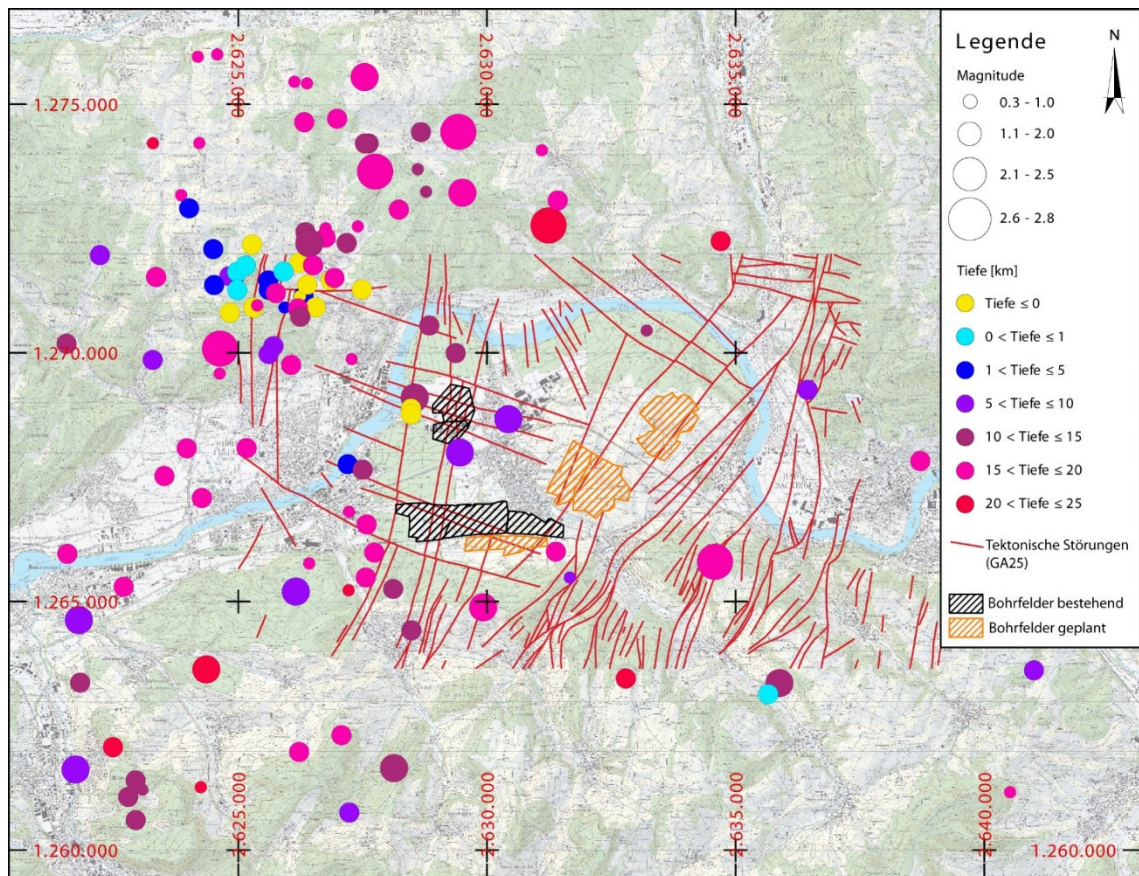 2.625.000
2.630.000
2.635.000
1.275.000
1.270.000
1.265.000
2.625.000
2.630.000
2.635.000
2.640.000
1.260.000
1.260.000
Legende
N
Magnitude
0.3 - 1.0
1.1 - 2.0
2.1 - 2.5
2.6 - 2.8
Tiefe [km]
Tiefe ≤ 0
0 < Tiefe ≤ 1
1 < Tiefe ≤ 5
5 < Tiefe ≤ 10
10 < Tiefe ≤ 15
15 < Tiefe ≤ 20
20 < Tiefe ≤ 25
Tektonische Störungen
(GA25)
Bohrfelder bestehend
Bohrfelder geplant